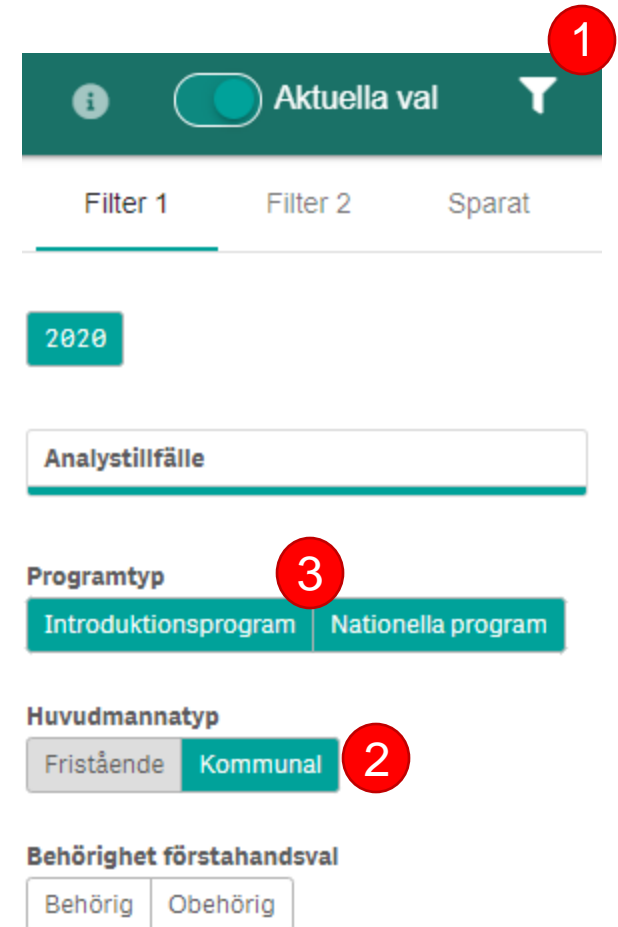 1
Aktuella val
Filter 1 Filter 2 Sparat
2020
Analystillfälle
Programtyp
3
Introduktionsprogram Nationella program
Huvudmannatyp
Fristående Kommunal 2
Behörighet förstahandsval
Behörig Obehörig